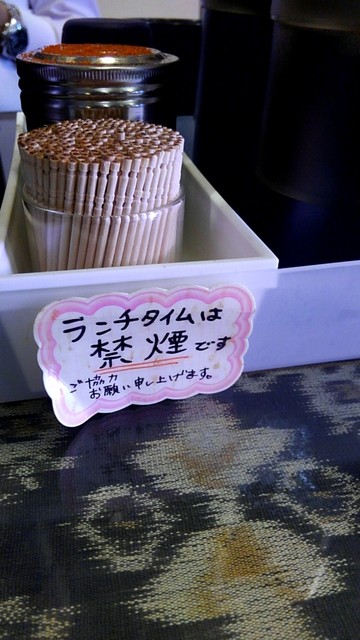 ランチタイムは
禁煙です
ご協力
お願い申し上げます。